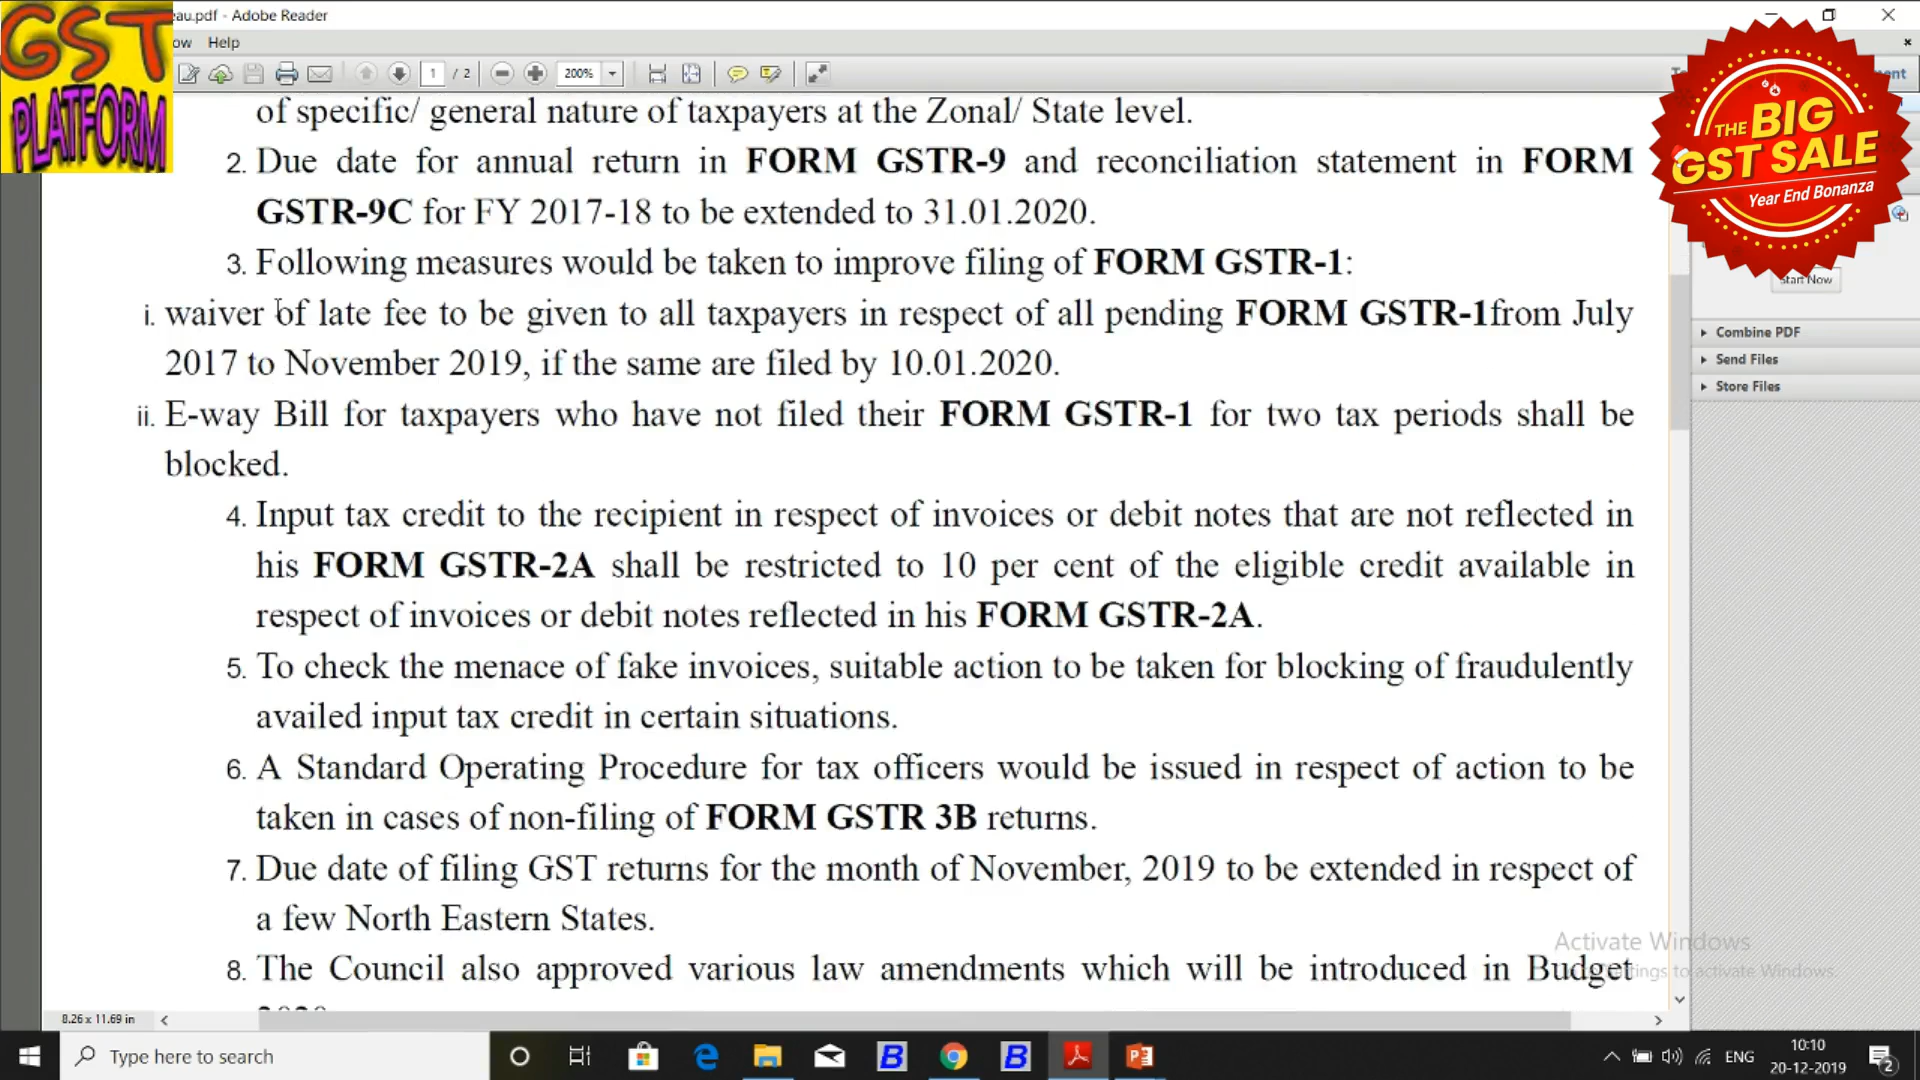 GST
PLATFORM
eau.pdf - Adobe Reader
ow Help
1 / 2 200%
THE BIG
GST SALE
Year End Bonanza
ent
Start Now
Combine PDF
Send Files
Store Files
of specific/ general nature of taxpayers at the Zonal/ State level.
2. Due date for annual return in FORM GSTR-9 and reconciliation statement in FORM
GSTR-9C for FY 2017-18 to be extended to 31.01.2020.
3. Following measures would be taken to improve filing of FORM GSTR-1:
i. waiver of late fee to be given to all taxpayers in respect of all pending FORM GSTR-1from July
2017 to November 2019, if the same are filed by 10.01.2020.
ii. E-way Bill for taxpayers who have not filed their FORM GSTR-1 for two tax periods shall be
blocked.
4. Input tax credit to the recipient in respect of invoices or debit notes that are not reflected in
his FORM GSTR-2A shall be restricted to 10 per cent of the eligible credit available in
respect of invoices or debit notes reflected in his FORM GSTR-2A.
5. To check the menace of fake invoices, suitable action to be taken for blocking of fraudulently
availed input tax credit in certain situations.
6. A Standard Operating Procedure for tax officers would be issued in respect of action to be
taken in cases of non-filing of FORM GSTR 3B returns.
7. Due date of filing GST returns for the month of November, 2019 to be extended in respect of
a few North Eastern States.
8. The Council also approved various law amendments which will be introduced in Budget
Activate Windows
to activate Windows.
8.26 x 11.69 in
Type here to search
ENG
10:10
20-12-2019
2